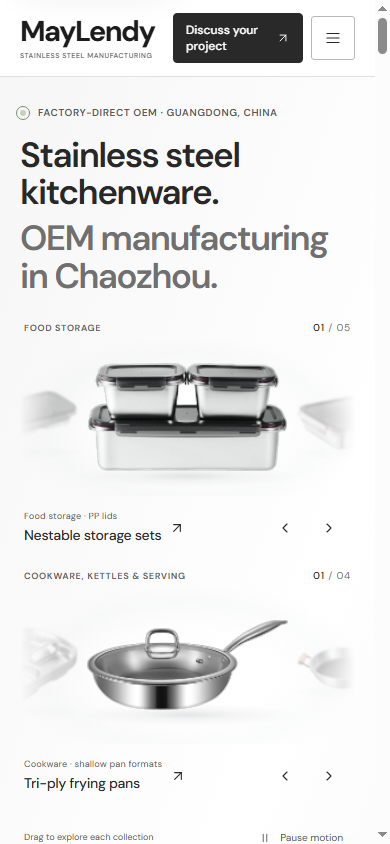 MayLendy
STAINLESS STEEL MANUFACTURING
Discuss your
project
FACTORY-DIRECT OEM · GUANGDONG, CHINA
Stainless steel
kitchenware.
OEM manufacturing
in Chaozhou.
FOOD STORAGE
01 / 05
Food storage · PP lids
Nestable storage sets
COOKWARE, KETTLES & SERVING
01 / 04
Cookware · shallow pan formats
Tri-ply frying pans
Drag to explore each collection
Pause motion